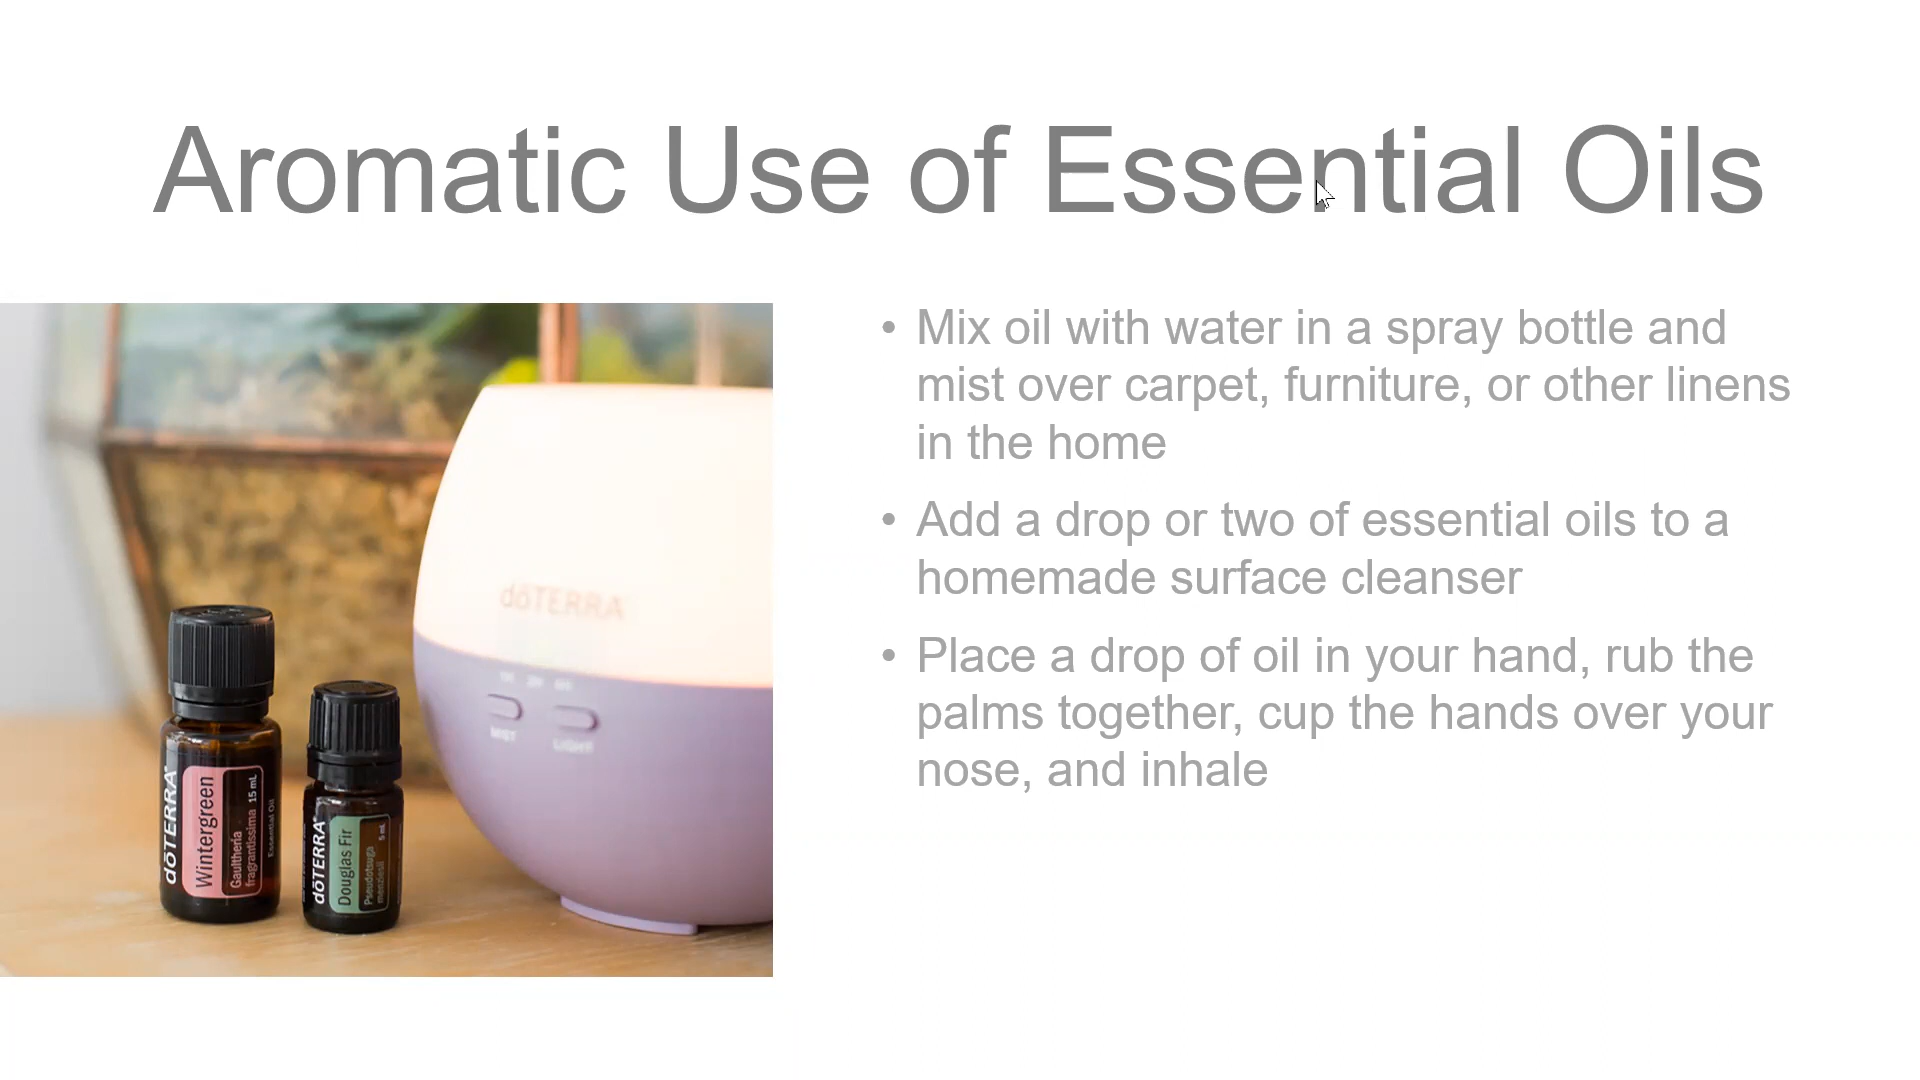 Aromatic Use of Essential Oils
• Mix oil with water in a spray bottle and
mist over carpet, furniture, or other linens
in the home
• Add a drop or two of essential oils to a
homemade surface cleanser
• Place a drop of oil in your hand, rub the
palms together, cup the hands over your
nose, and inhale
dōTERRA
MIST LIGHT
dōTERRA
Wintergreen
Gaultheria
fragrantissima 15 mL
Essential Oil
dōTERRA
Douglas Fir
Pseudotsuga
menziesii 5 mL